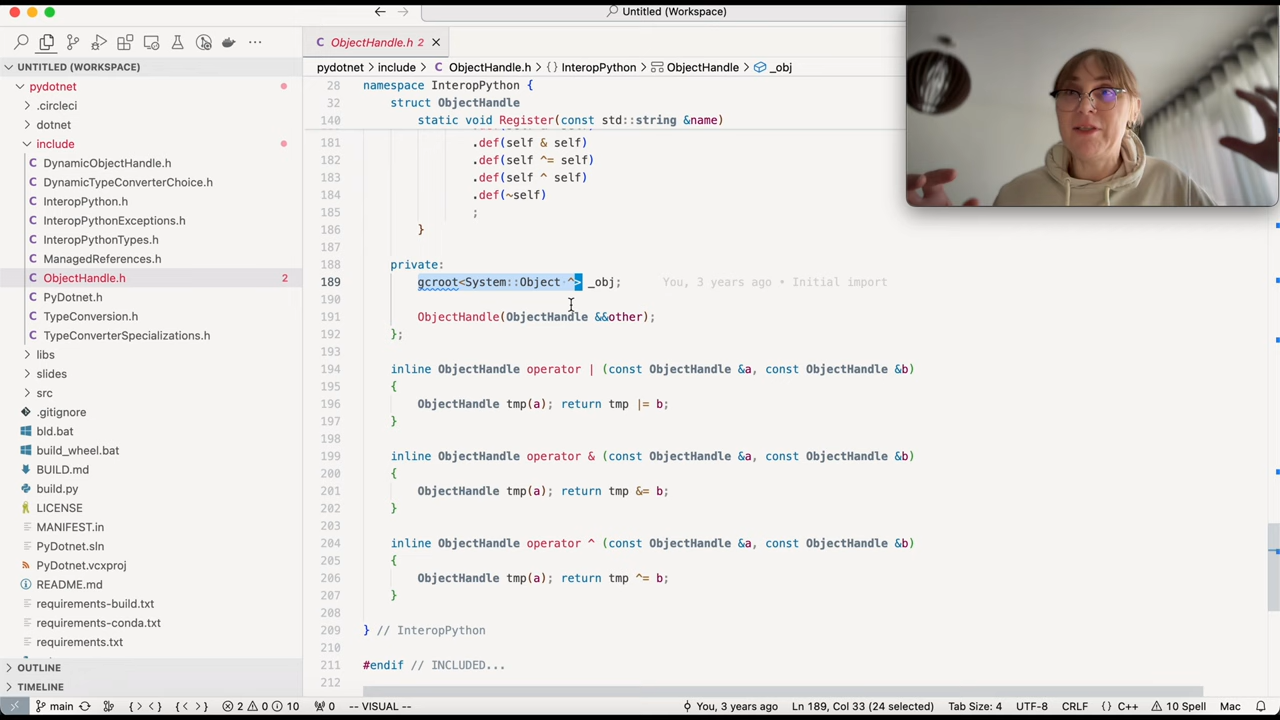 Untitled (Workspace)
UNTITLED (WORKSPACE)
pydotnet
.circleci
dotnet
include
DynamicObjectHandle.h
DynamicTypeConverterChoice.h
InteropPython.h
InteropPythonExceptions.h
InteropPythonTypes.h
ManagedReferences.h
ObjectHandle.h 2
PyDotnet.h
TypeConversion.h
TypeConverterSpecializations.h
libs
slides
src
.gitignore
bld.bat
build_wheel.bat
BUILD.md
build.py
LICENSE
MANIFEST.in
PyDotnet.sln
PyDotnet.vcxproj
README.md
requirements-build.txt
requirements-conda.txt
requirements.txt
OUTLINE
TIMELINE
ObjectHandle.h 2
pydotnet > include > C ObjectHandle.h > {} InteropPython > ObjectHandle > _obj
28 namespace InteropPython {
32 struct ObjectHandle
140 static void Register(const std::string &name)
181 .def(self & self)
182 .def(self ^= self)
183 .def(self ^ self)
184 .def(~self)
185 ;
186 }
187
188 private:
189 gcroot<System::Object ^> _obj; You, 3 years ago • Initial import
190
191 ObjectHandle(ObjectHandle &&other);
192 };
193
194 inline ObjectHandle operator | (const ObjectHandle &a, const ObjectHandle &b)
195 {
196 ObjectHandle tmp(a); return tmp |= b;
197 }
198
199 inline ObjectHandle operator & (const ObjectHandle &a, const ObjectHandle &b)
200 {
201 ObjectHandle tmp(a); return tmp &= b;
202 }
203
204 inline ObjectHandle operator ^ (const ObjectHandle &a, const ObjectHandle &b)
205 {
206 ObjectHandle tmp(a); return tmp ^= b;
207 }
208
209 } // InteropPython
210
211 #endif // INCLUDED...
212
main 2 0 10 0 -- VISUAL -- You, 3 years ago Ln 189, Col 33 (24 selected) Tab Size: 4 UTF-8 CRLF {} C++ 10 Spell Mac